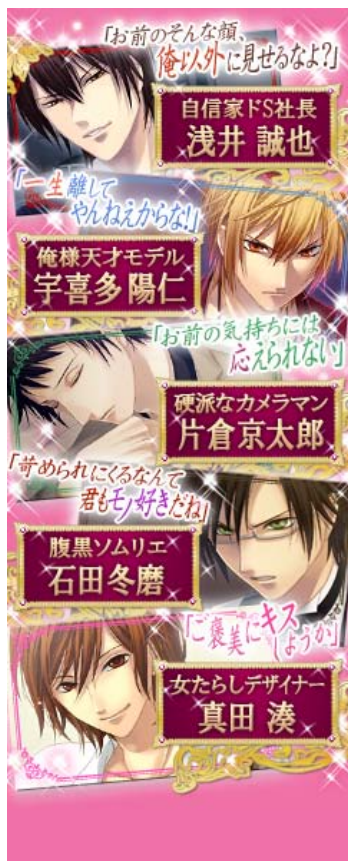 「お前のそんな顔、
俺以外に見せるなよ?」
自信家ドS社長
浅井 誠也
「一生離して
やんねえからな!」
俺様天才モデル
宇喜多 陽仁
「お前の気持ちには
応えられない」
硬派なカメラマン
片倉京太郎
「苛められにくるなんて
君もモノ好きだね」
腹黒ソムリエ
石田冬磨
「ご褒美にキス
しようか」
女たらしデザイナー
真田 湊